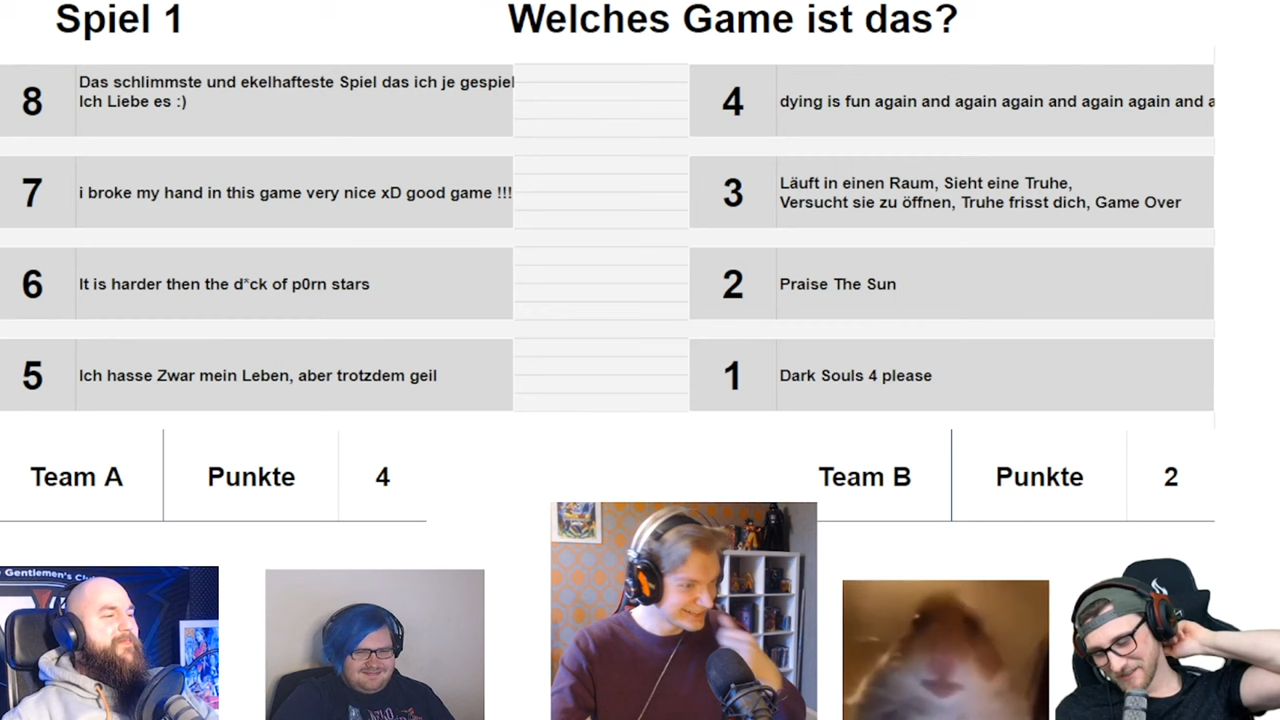 Spiel 1
Welches Game ist das?
8
Das schlimmste und ekelhafteste Spiel das ich je gespiel
Ich Liebe es :)
4
dying is fun again and again again and again again and a
7
i broke my hand in this game very nice xD good game !!!
3
Läuft in einen Raum, Sieht eine Truhe,
Versucht sie zu öffnen, Truhe frisst dich, Game Over
6
It is harder then the d*ck of p0rn stars
2
Praise The Sun
5
Ich hasse Zwar mein Leben, aber trotzdem geil
1
Dark Souls 4 please
Team A
Punkte
4
Team B
Punkte
2
Gentlemen's Clu